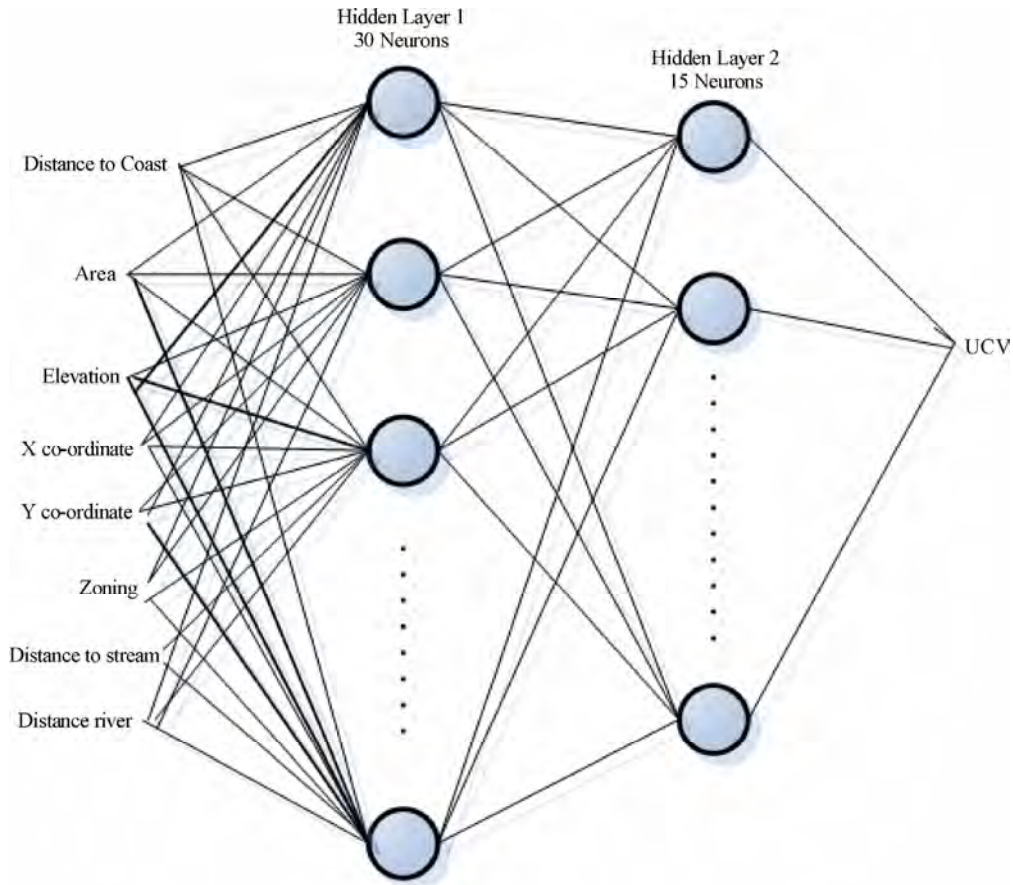 Hidden Layer 1
30 Neurons
Hidden Layer 2
15 Neurons
Distance to Coast
Area
Elevation
X co-ordinate
Y co-ordinate
Zoning
Distance to stream
Distance river
UCV